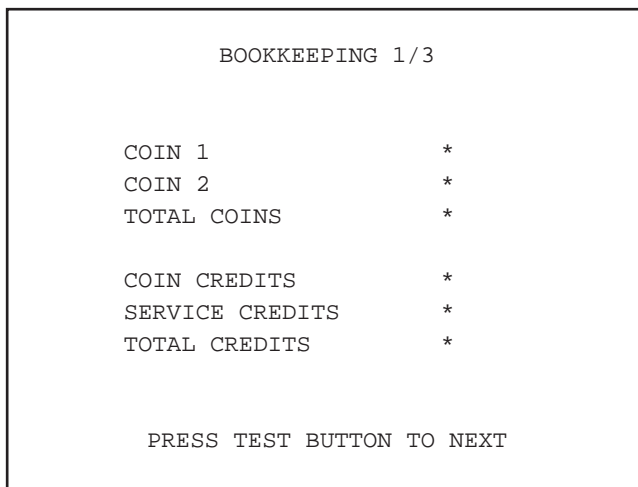 BOOKKEEPING 1/3
COIN 1 *
COIN 2 *
TOTAL COINS *
COIN CREDITS *
SERVICE CREDITS *
TOTAL CREDITS *
PRESS TEST BUTTON TO NEXT